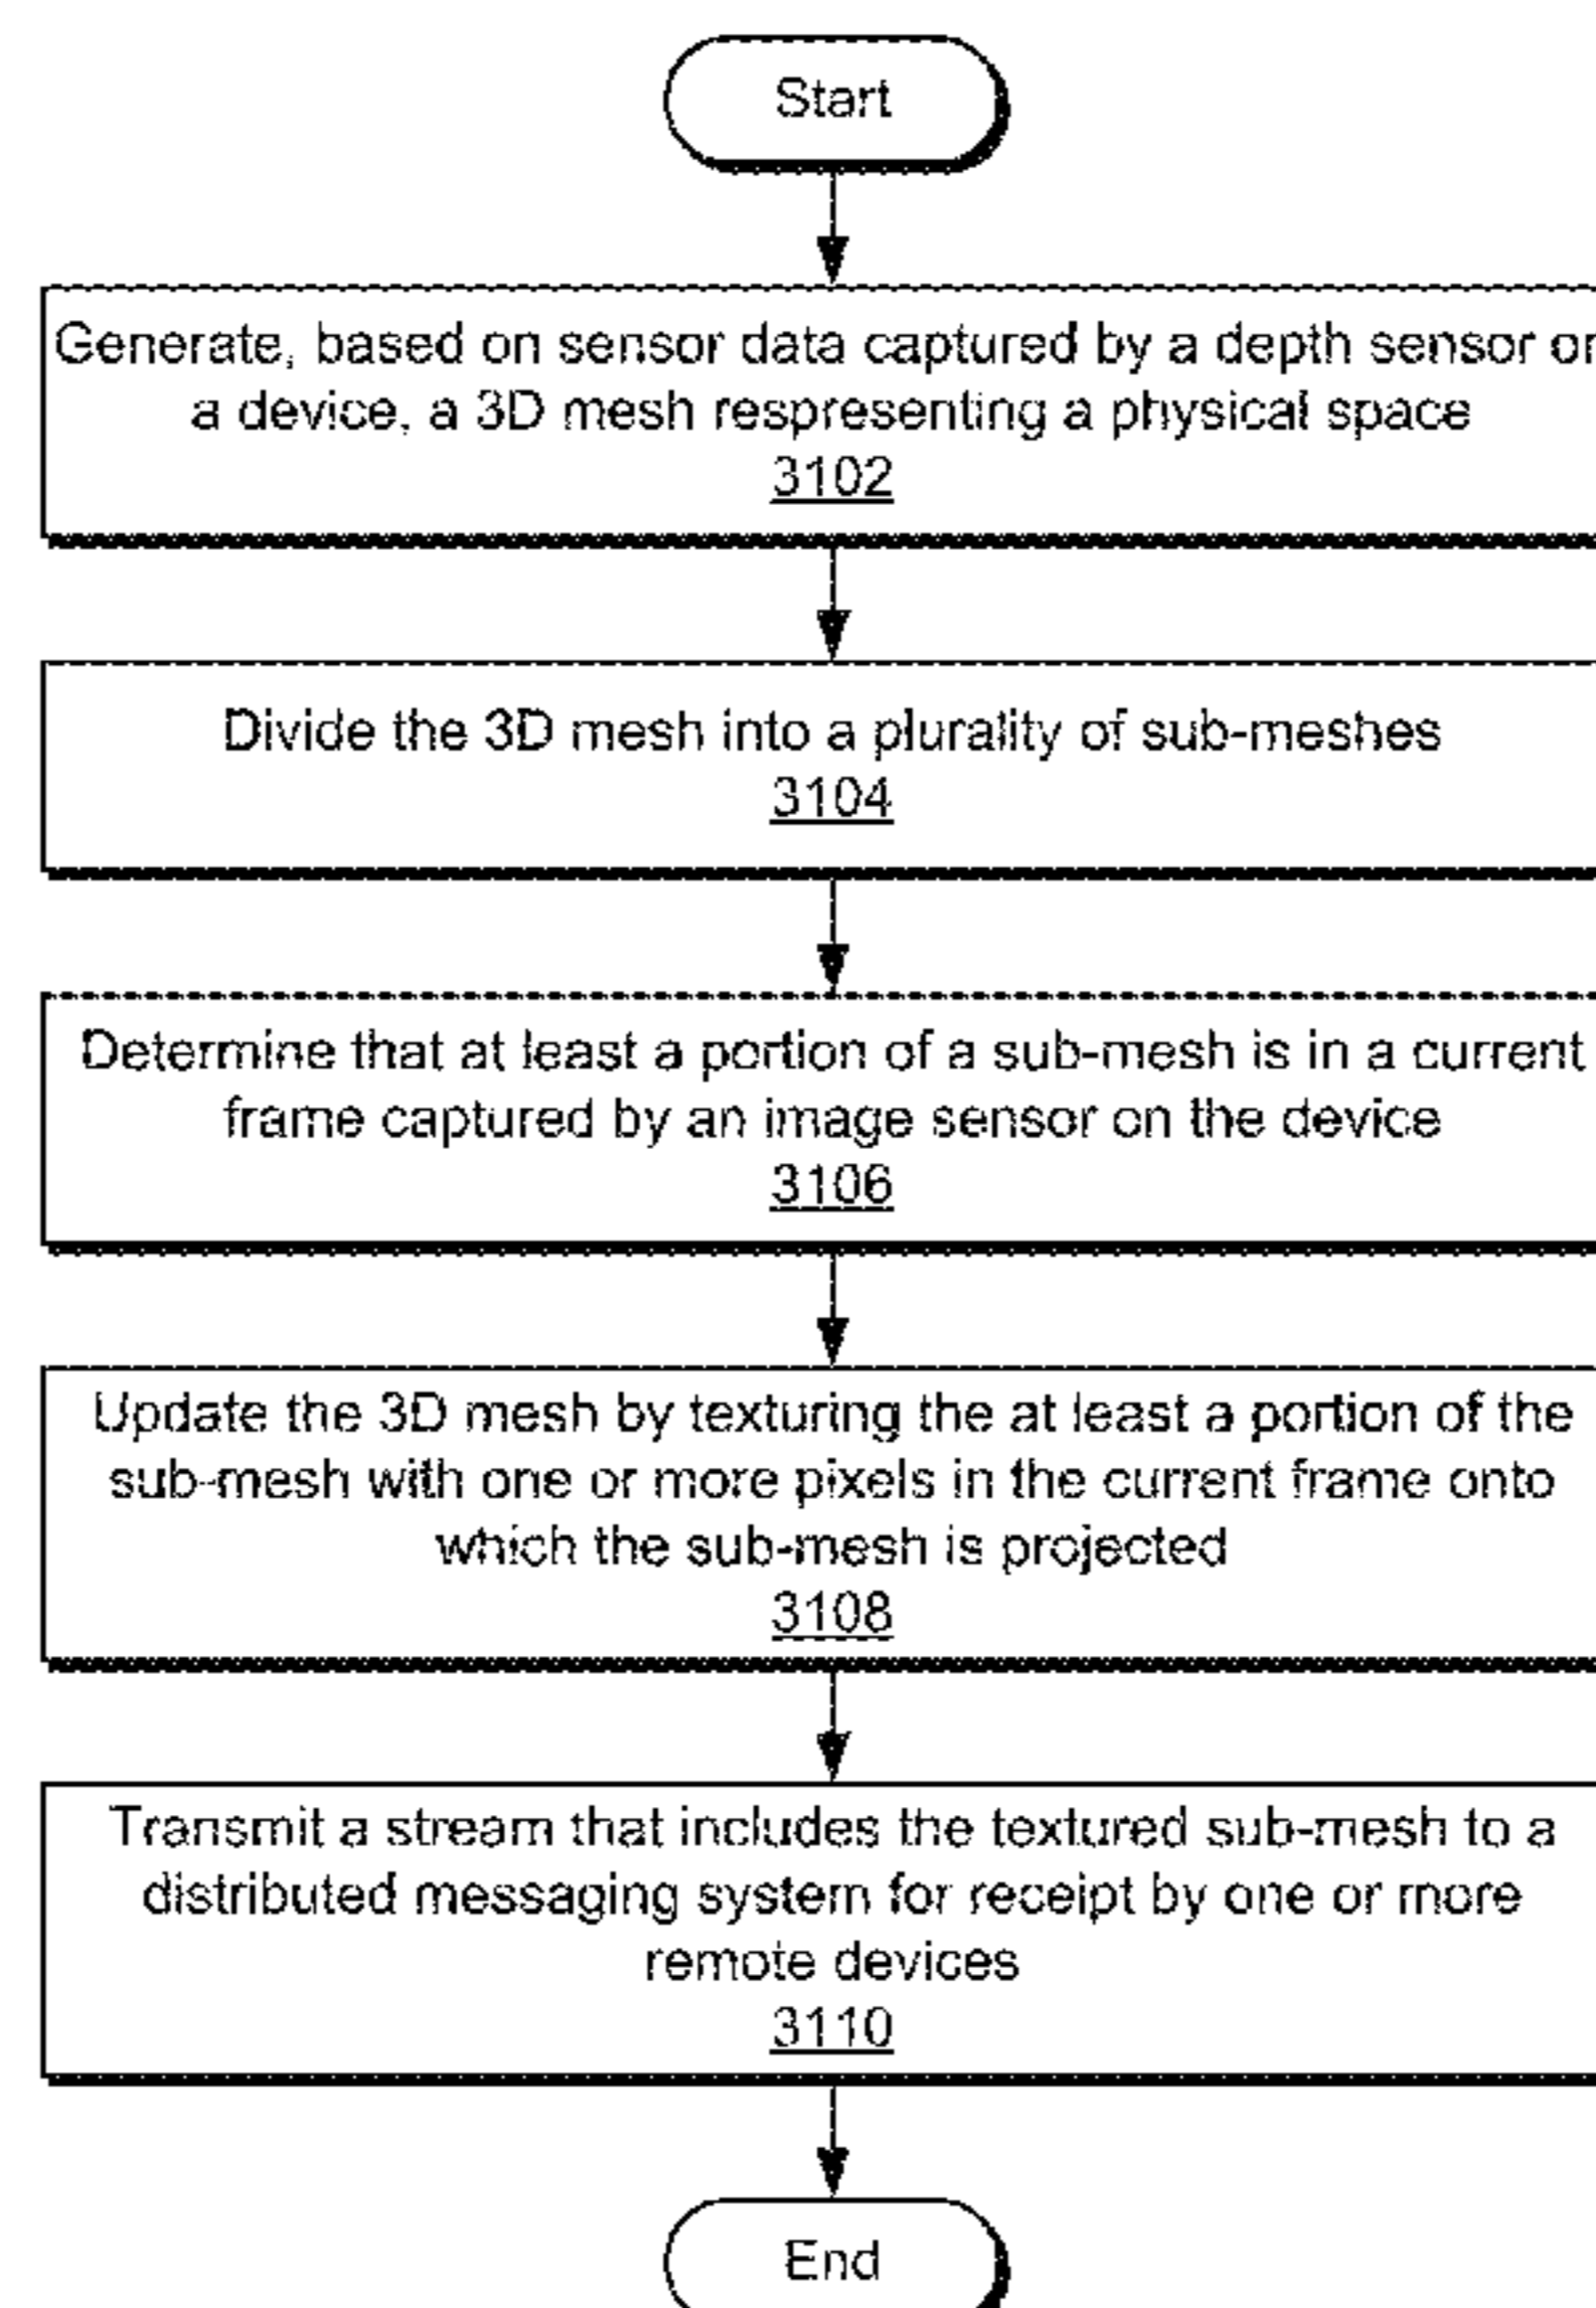 Start
Generate, based on sensor data captured by a depth sensor on
a device, a 3D mesh respresenting a physical space
3102
Divide the 3D mesh into a plurality of sub-meshes
3104
Determine that at least a portion of a sub-mesh is in a current
frame captured by an image sensor on the device
3106
Update the 3D mesh by texturing the at least a portion of the
sub-mesh with one or more pixels in the current frame onto
which the sub-mesh is projected
3108
Transmit a stream that includes the textured sub-mesh to a
distributed messaging system for receipt by one or more
remote devices
3110
End